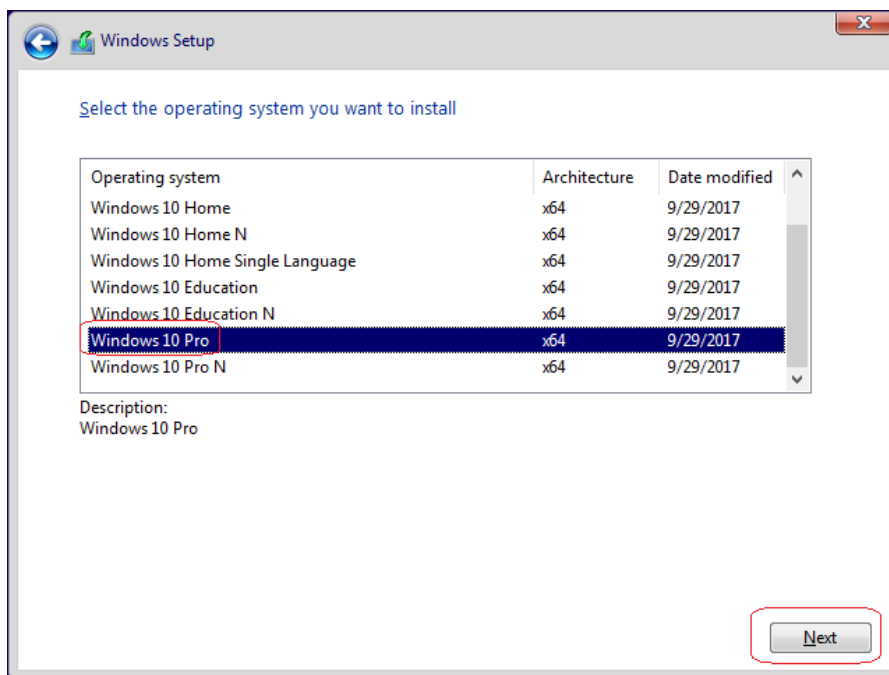 Windows Setup
Select the operating system you want to install
Operating system Architecture Date modified
Windows 10 Home x64 9/29/2017
Windows 10 Home N x64 9/29/2017
Windows 10 Home Single Language x64 9/29/2017
Windows 10 Education x64 9/29/2017
Windows 10 Education N x64 9/29/2017
Windows 10 Pro x64 9/29/2017
Windows 10 Pro N x64 9/29/2017
Description:
Windows 10 Pro
Next